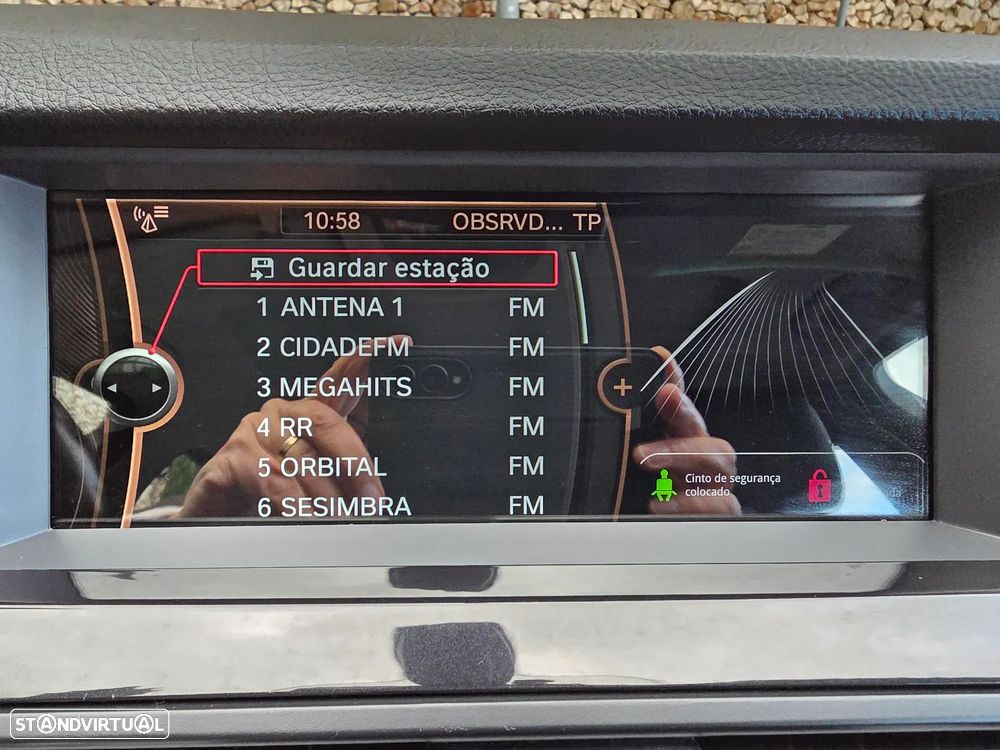 10:58 OBSRVD... TP
Guardar estação
1 ANTENA 1 FM
2 CIDADEFM FM
3 MEGAHITS FM
4 RR FM
5 ORBITAL FM
6 SESIMBRA FM
Cinto de segurança
colocado
STANDVIRTUAL